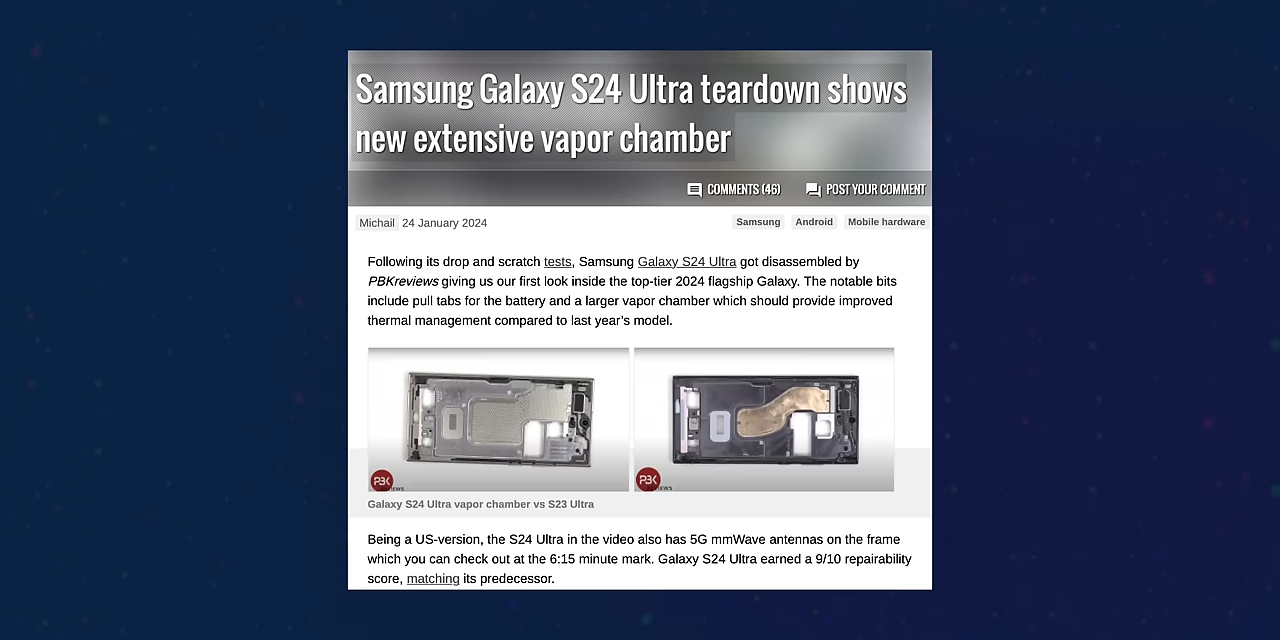 Samsung Galaxy S24 Ultra teardown shows
new extensive vapor chamber
COMMENTS (46) POST YOUR COMMENT
Michail 24 January 2024 Samsung Android Mobile hardware
Following its drop and scratch tests, Samsung Galaxy S24 Ultra got disassembled by
PBKreviews giving us our first look inside the top-tier 2024 flagship Galaxy. The notable bits
include pull tabs for the battery and a larger vapor chamber which should provide improved
thermal management compared to last year’s model.
PBK PBK
Galaxy S24 Ultra vapor chamber vs S23 Ultra
Being a US-version, the S24 Ultra in the video also has 5G mmWave antennas on the frame
which you can check out at the 6:15 minute mark. Galaxy S24 Ultra earned a 9/10 repairability
score, matching its predecessor.